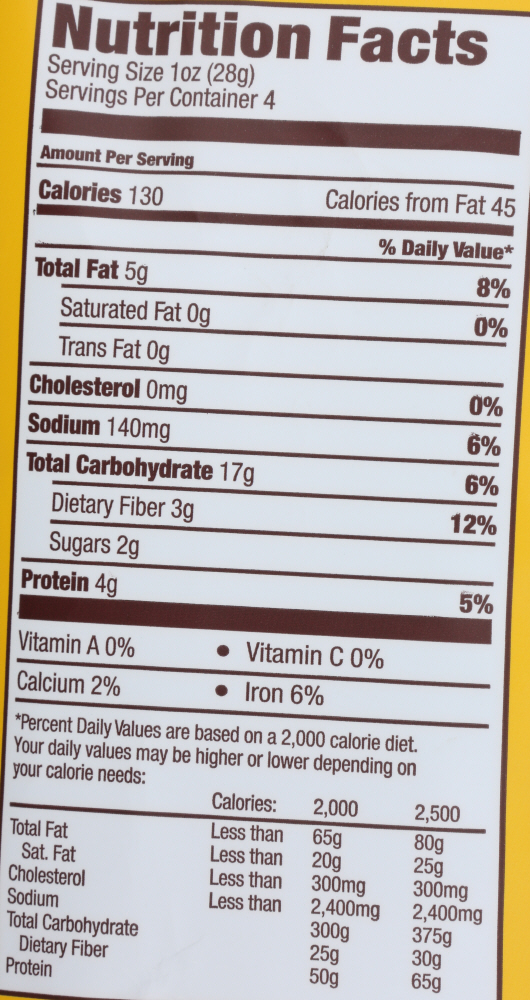 Nutrition Facts
Serving Size 1oz (28g)
Servings Per Container 4
Amount Per Serving
Calories 130 Calories from Fat 45
% Daily Value*
Total Fat 5g 8%
Saturated Fat 0g 0%
Trans Fat 0g
Cholesterol 0mg 0%
Sodium 140mg 6%
Total Carbohydrate 17g 6%
Dietary Fiber 3g 12%
Sugars 2g
Protein 4g 5%
Vitamin A 0% • Vitamin C 0%
Calcium 2% • Iron 6%
*Percent Daily Values are based on a 2,000 calorie diet.
Your daily values may be higher or lower depending on
your calorie needs:
Calories: 2,000 2,500
Total Fat Less than 65g 80g
Sat. Fat Less than 20g 25g
Cholesterol Less than 300mg 300mg
Sodium Less than 2,400mg 2,400mg
Total Carbohydrate 300g 375g
Dietary Fiber 25g 30g
Protein 50g 65g